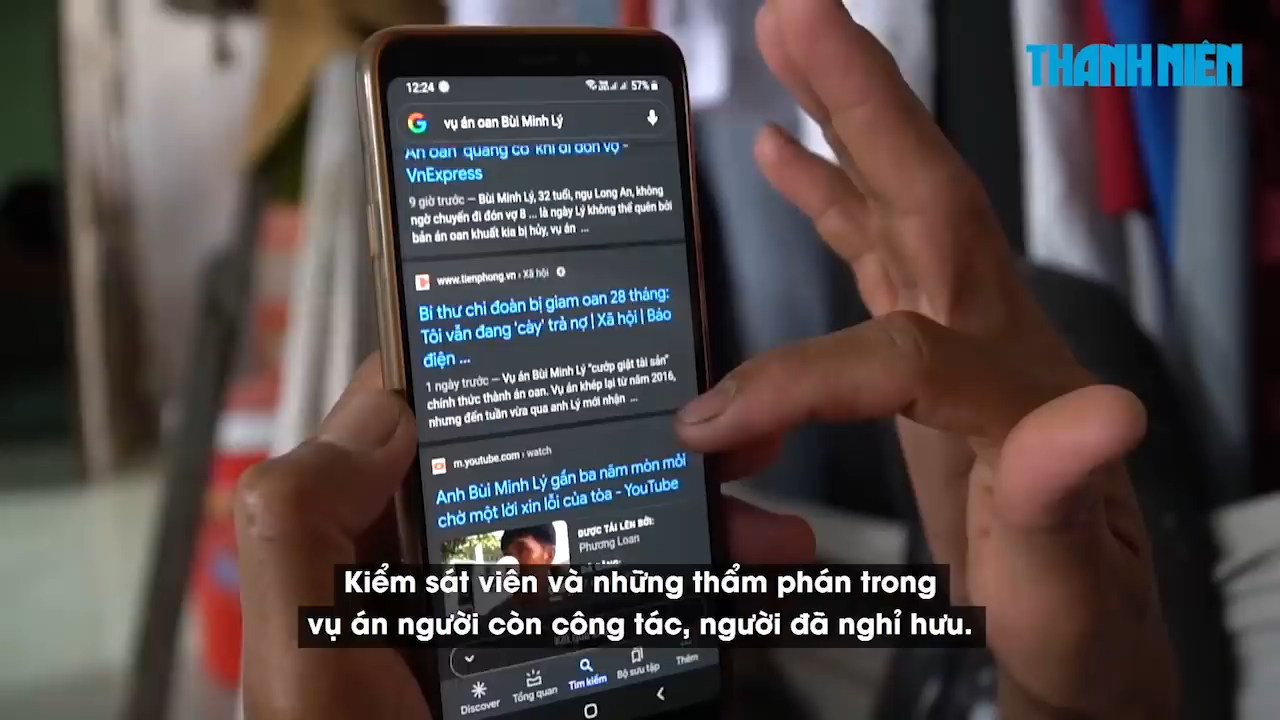 THANH NIÊN
12:24
57%
vụ án oan Bùi Minh Lý
Án oan 'quàng cổ' khi đi đón vợ -
VnExpress
9 giờ trước — Bùi Minh Lý, 32 tuổi, ngụ Long An, không
ngờ chuyến đi đón vợ 8 ... là ngày Lý không thể quên bởi
bản án oan khuất kia bị hủy, vụ án ...
www.tienphong.vn › Xã hội
Bí thư chi đoàn bị giam oan 28 tháng:
Tôi vẫn đang 'cày' trả nợ | Xã hội | Báo
điện ...
1 ngày trước — Vụ án Bùi Minh Lý "cướp giật tài sản"
chính thức thành án oan. Vụ án khép lại từ năm 2016,
nhưng đến tuần vừa qua anh Lý mới nhận ...
m.youtube.com › watch
Anh Bùi Minh Lý gần ba năm mòn mỏi
chờ một lời xin lỗi của tòa - YouTube
ĐƯỢC TẢI LÊN BỞI:
Phương Loan
Kiểm sát viên và những thẩm phán trong
vụ án người còn công tác, người đã nghỉ hưu.
Discover Tổng quan Tìm kiếm Bộ sưu tập Thêm